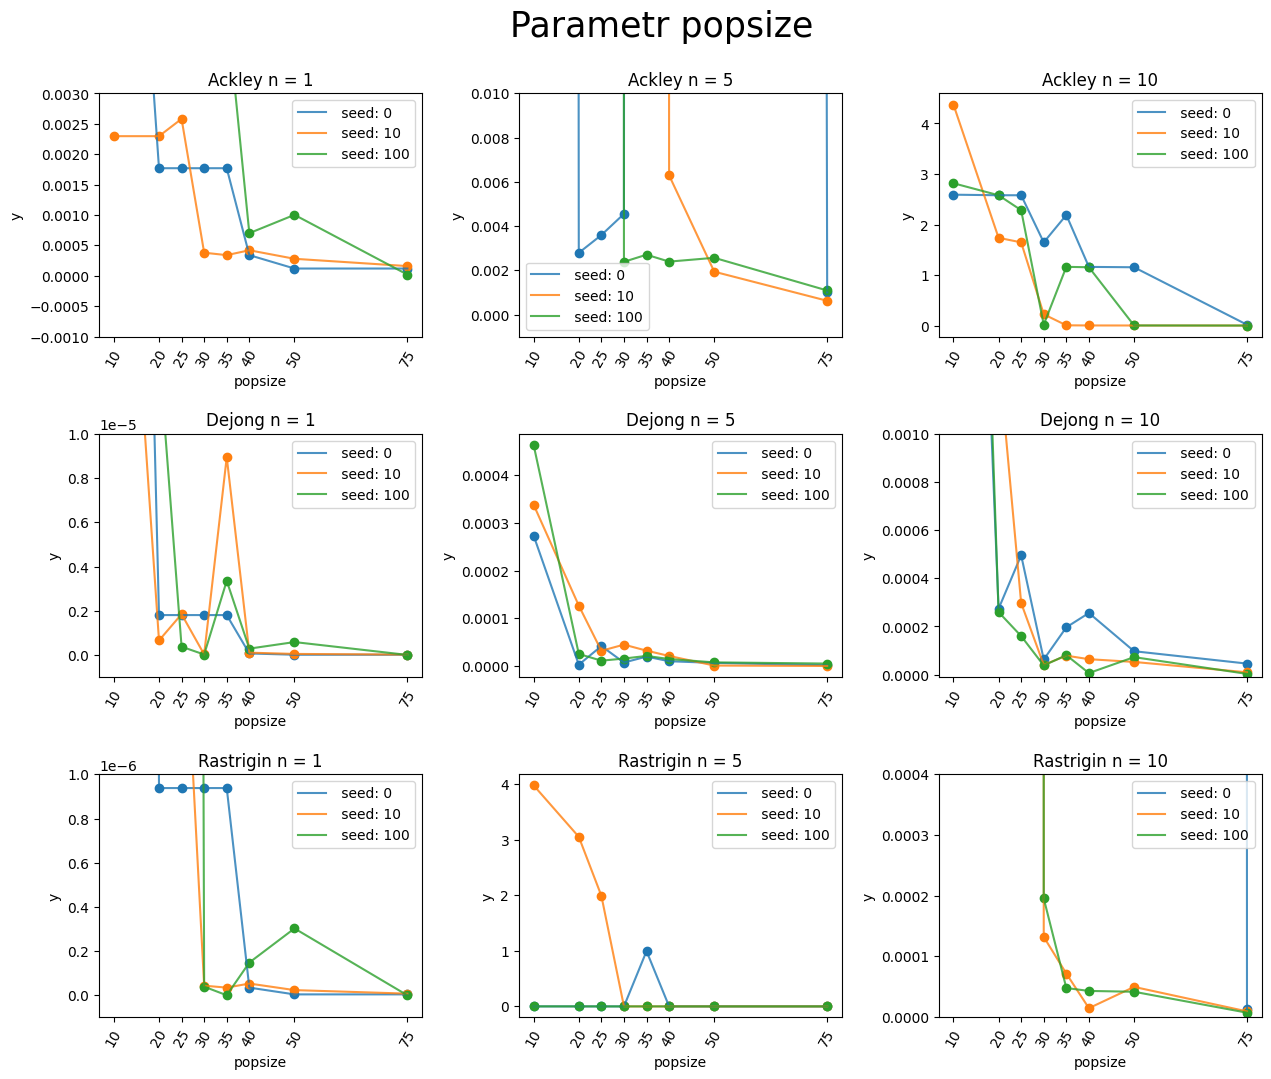 Parametr popsize
Ackley n = 1
0.0030
0.0025
0.0020
0.0015
0.0010
0.0005
0.0000
−0.0005
−0.0010
y
seed: 0
seed: 10
seed: 100
10 20 25 30 35 40 50 75
popsize
Ackley n = 5
0.010
0.008
0.006
0.004
0.002
0.000
y
seed: 0
seed: 10
seed: 100
10 20 25 30 35 40 50 75
popsize
Ackley n = 10
4
3
2
1
0
y
seed: 0
seed: 10
seed: 100
10 20 25 30 35 40 50 75
popsize
Dejong n = 1
1e−5
1.0
0.8
0.6
0.4
0.2
0.0
y
seed: 0
seed: 10
seed: 100
10 20 25 30 35 40 50 75
popsize
Dejong n = 5
0.0004
0.0003
0.0002
0.0001
0.0000
y
seed: 0
seed: 10
seed: 100
10 20 25 30 35 40 50 75
popsize
Dejong n = 10
0.0010
0.0008
0.0006
0.0004
0.0002
0.0000
y
seed: 0
seed: 10
seed: 100
10 20 25 30 35 40 50 75
popsize
Rastrigin n = 1
1e−6
1.0
0.8
0.6
0.4
0.2
0.0
y
seed: 0
seed: 10
seed: 100
10 20 25 30 35 40 50 75
popsize
Rastrigin n = 5
4
3
2
1
0
y
seed: 0
seed: 10
seed: 100
10 20 25 30 35 40 50 75
popsize
Rastrigin n = 10
0.0004
0.0003
0.0002
0.0001
0.0000
y
seed: 0
seed: 10
seed: 100
10 20 25 30 35 40 50 75
popsize